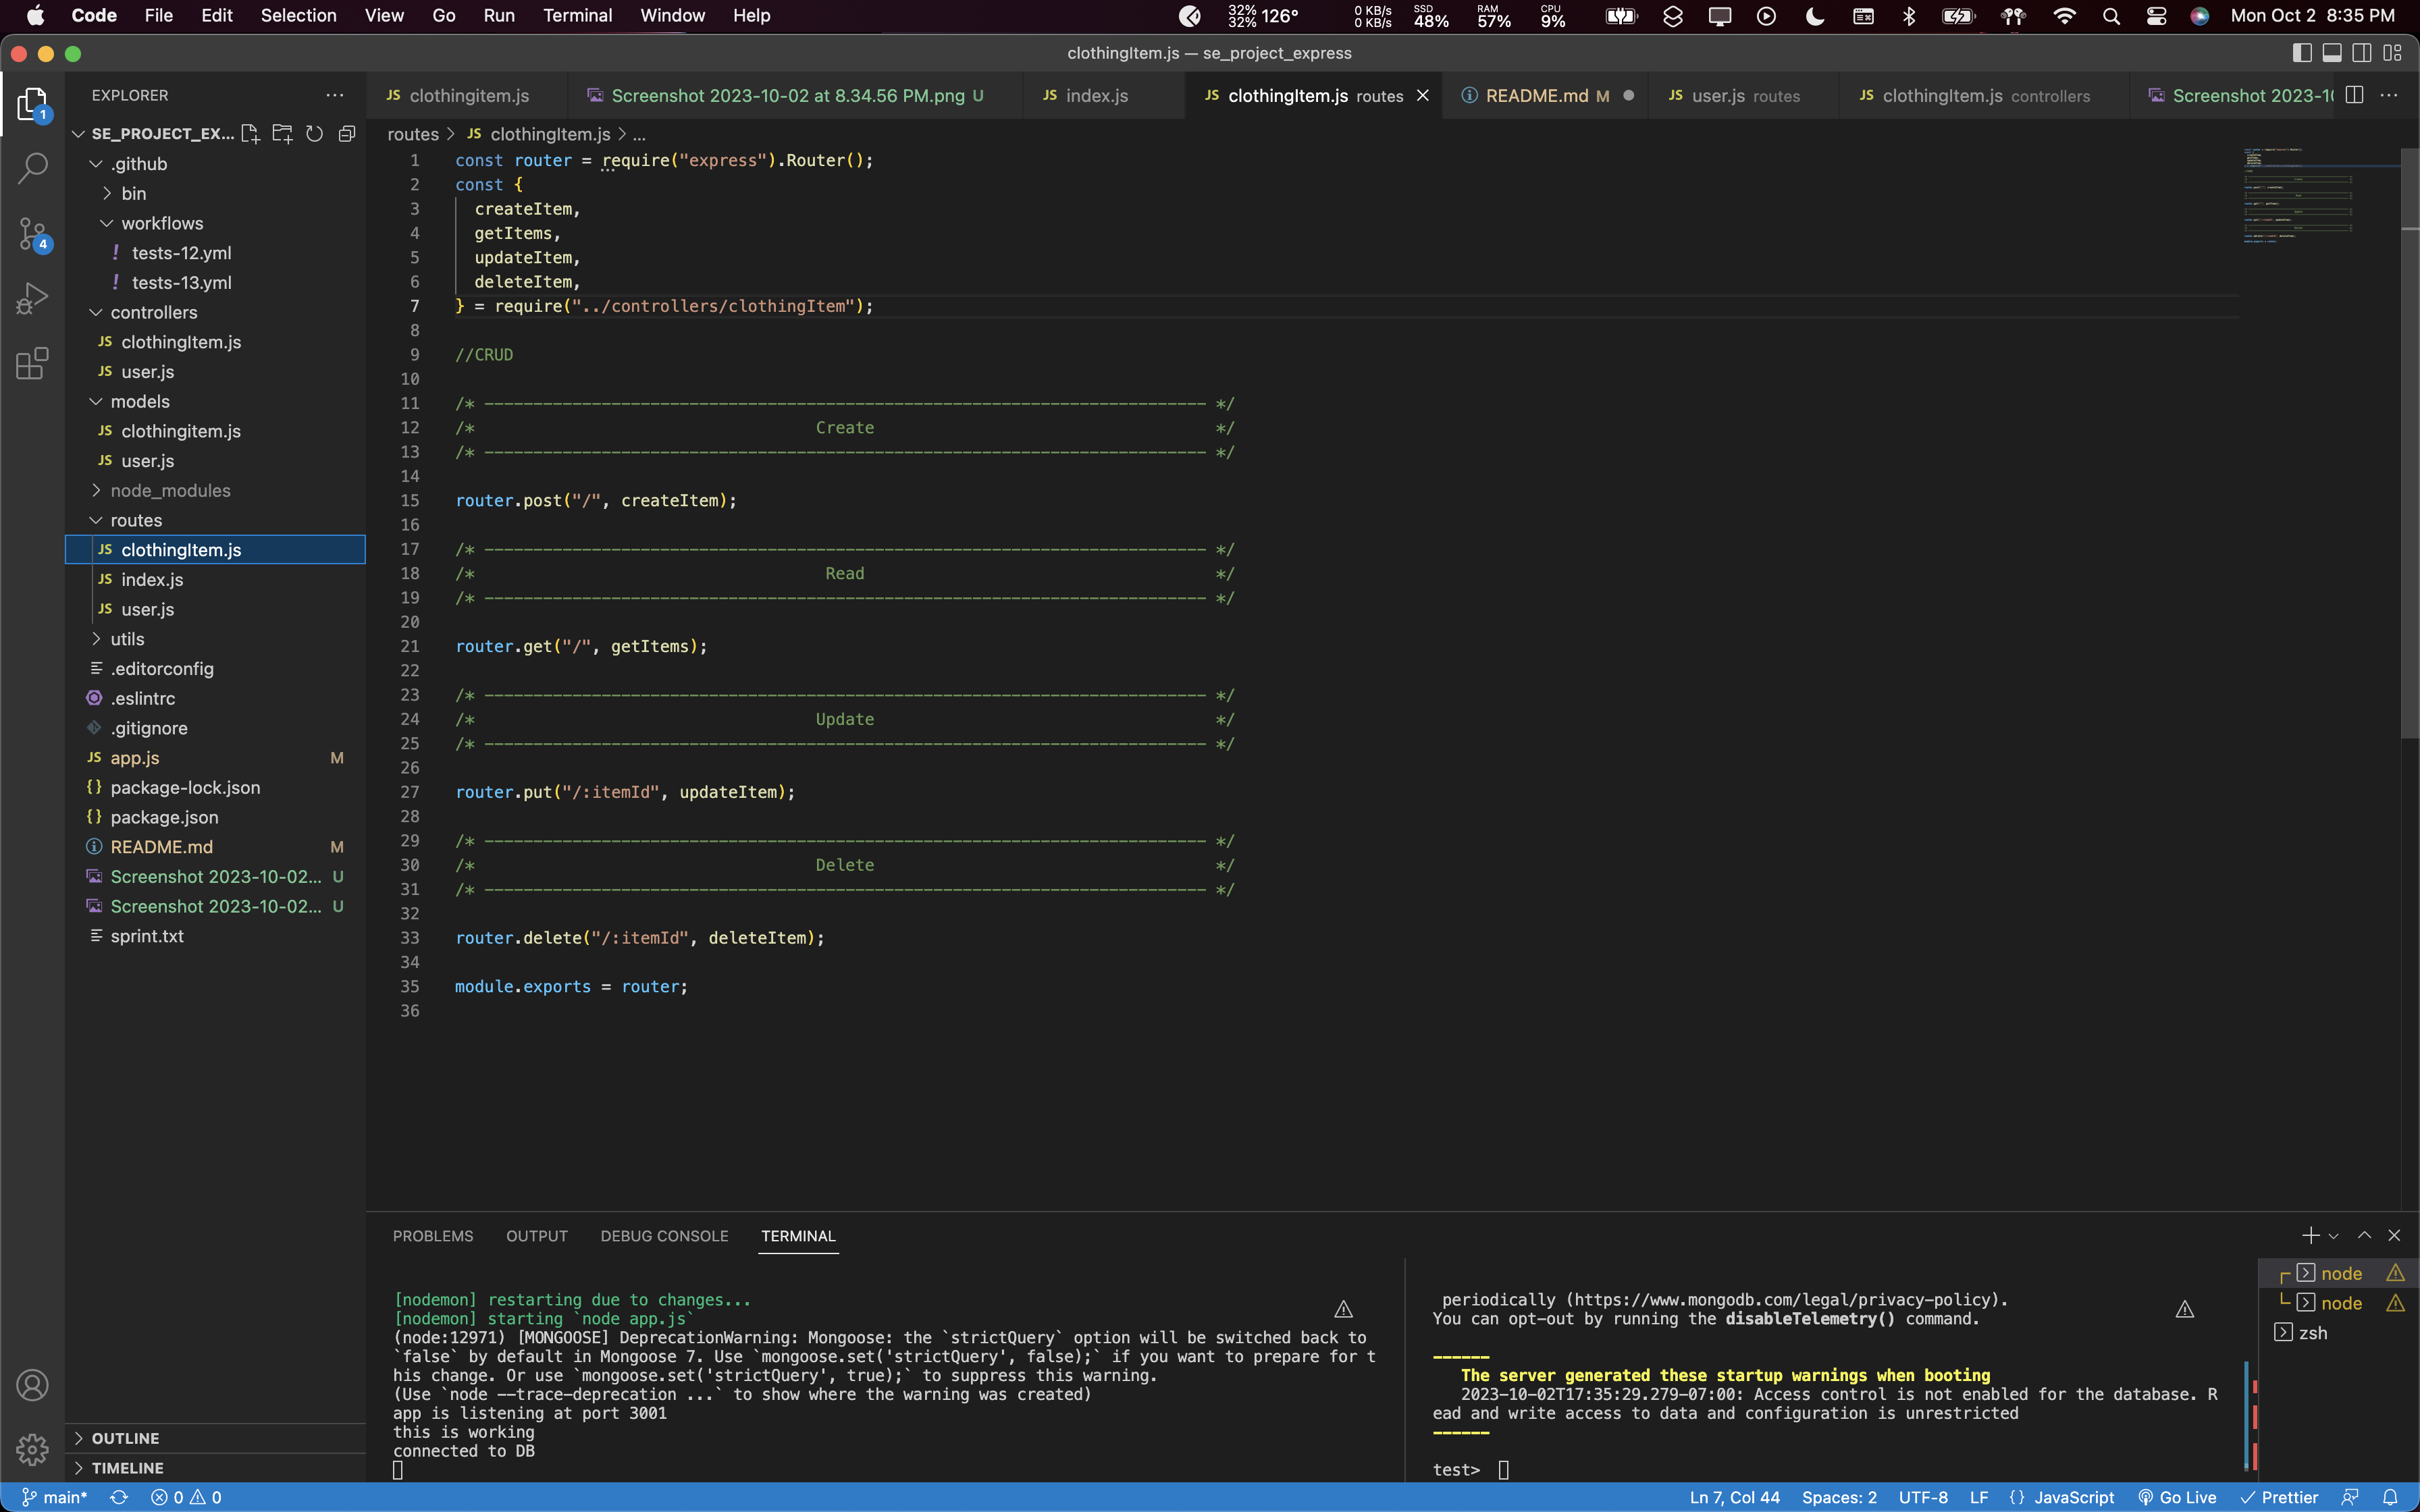 Code File Edit Selection View Go Run Terminal Window Help
32% 32% 126° 0 KB/s 0 KB/s SSD 48% RAM 57% CPU 9% Mon Oct 2 8:35 PM
clothingItem.js — se_project_express
EXPLORER
JS clothingitem.js Screenshot 2023-10-02 at 8.34.56 PM.png U JS index.js JS clothingItem.js routes README.md M JS user.js routes JS clothingItem.js controllers Screenshot 2023-1
routes > JS clothingItem.js > ...
1
4
SE_PROJECT_EX...
.github
bin
workflows
! tests-12.yml
! tests-13.yml
controllers
JS clothingItem.js
JS user.js
models
JS clothingitem.js
JS user.js
node_modules
routes
JS clothingItem.js
JS index.js
JS user.js
utils
.editorconfig
.eslintrc
.gitignore
JS app.js M
{} package-lock.json
{} package.json
README.md M
Screenshot 2023-10-02... U
Screenshot 2023-10-02... U
sprint.txt
OUTLINE
TIMELINE
1 const router = require("express").Router();
2 const {
3 createItem,
4 getItems,
5 updateItem,
6 deleteItem,
7 } = require("../controllers/clothingItem");
8
9 //CRUD
10
11 /* -------------------------------------------------------------------------- */
12 /* Create */
13 /* -------------------------------------------------------------------------- */
14
15 router.post("/", createItem);
16
17 /* -------------------------------------------------------------------------- */
18 /* Read */
19 /* -------------------------------------------------------------------------- */
20
21 router.get("/", getItems);
22
23 /* -------------------------------------------------------------------------- */
24 /* Update */
25 /* -------------------------------------------------------------------------- */
26
27 router.put("/:itemId", updateItem);
28
29 /* -------------------------------------------------------------------------- */
30 /* Delete */
31 /* -------------------------------------------------------------------------- */
32
33 router.delete("/:itemId", deleteItem);
34
35 module.exports = router;
36
PROBLEMS OUTPUT DEBUG CONSOLE TERMINAL
[nodemon] restarting due to changes...
[nodemon] starting `node app.js`
(node:12971) [MONGOOSE] DeprecationWarning: Mongoose: the `strictQuery` option will be switched back to
`false` by default in Mongoose 7. Use `mongoose.set('strictQuery', false);` if you want to prepare for t
his change. Or use `mongoose.set('strictQuery', true);` to suppress this warning.
(Use `node --trace-deprecation ...` to show where the warning was created)
app is listening at port 3001
this is working
connected to DB
periodically (https://www.mongodb.com/legal/privacy-policy).
You can opt-out by running the disableTelemetry() command.
------
The server generated these startup warnings when booting
2023-10-02T17:35:29.279-07:00: Access control is not enabled for the database. R
ead and write access to data and configuration is unrestricted
------
test>
node
node
zsh
main* 0 0 Ln 7, Col 44 Spaces: 2 UTF-8 LF {} JavaScript Go Live Prettier